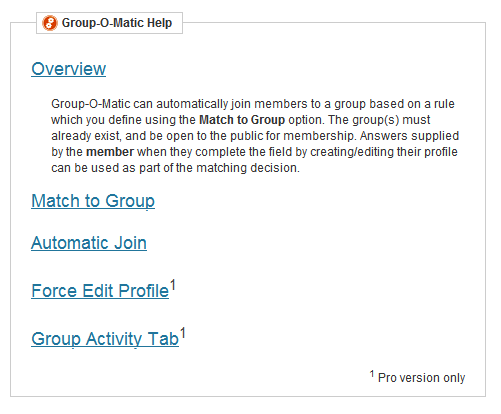 Group-O-Matic Help
Overview
Group-O-Matic can automatically join members to a group based on a rule
which you define using the Match to Group option. The group(s) must
already exist, and be open to the public for membership. Answers supplied
by the member when they complete the field by creating/editing their profile
can be used as part of the matching decision.
Match to Group
Automatic Join
Force Edit Profile¹
Group Activity Tab¹
¹ Pro version only